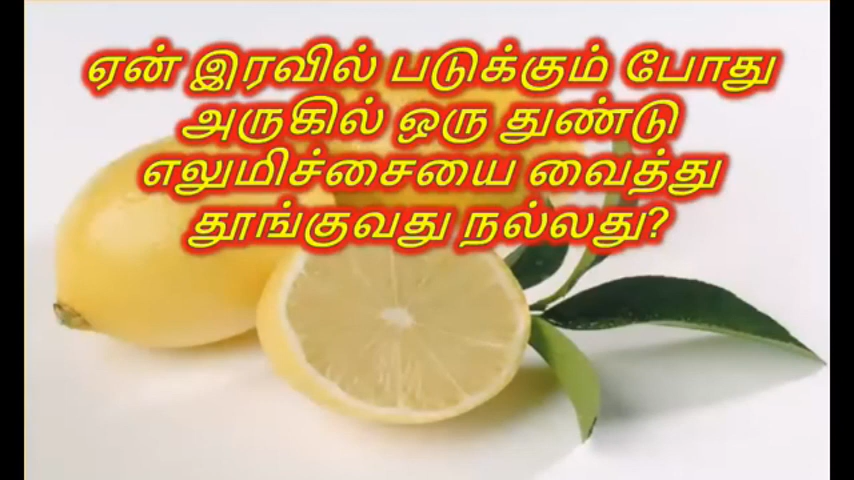 ஏன் இரவில் படுக்கும் போது
அருகில் ஒரு துண்டு
எலுமிச்சையை வைத்து
தூங்குவது நல்லது?